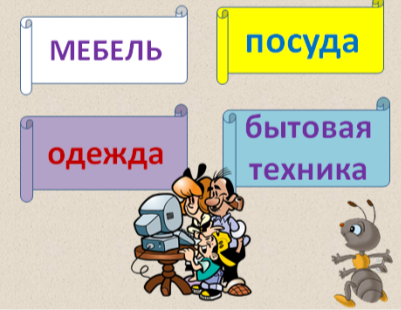 МЕБЕЛЬ
посуда
одежда
бытовая
техника